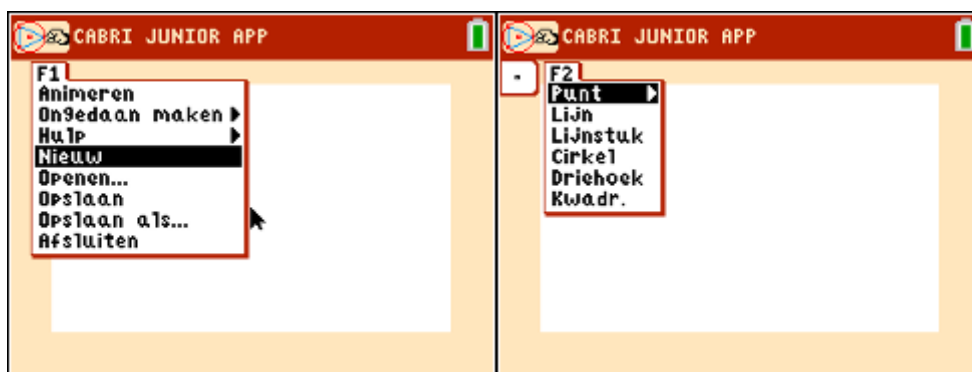 CABRI JUNIOR APP
F1
Animeren
Ongedaan maken
Hulp
Nieuw
Openen...
Opslaan
Opslaan als...
Afsluiten
CABRI JUNIOR APP
F2
Punt
Lijn
Lijnstuk
Cirkel
Driehoek
Kwadr.